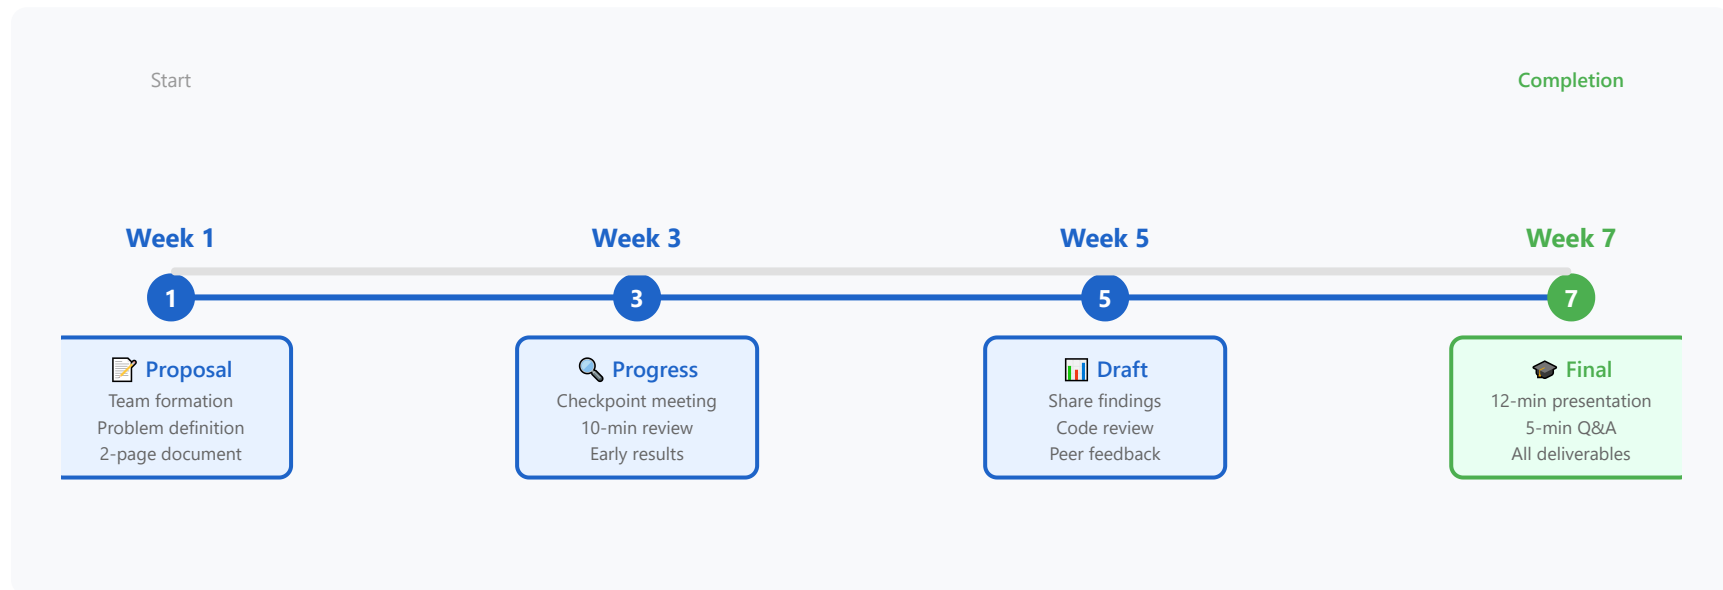 Start
Completion
Week 1
Week 3
Week 5
Week 7
1
3
5
7
📝 Proposal
Team formation
Problem definition
2-page document
🔍 Progress
Checkpoint meeting
10-min review
Early results
📊 Draft
Share findings
Code review
Peer feedback
🎓 Final
12-min presentation
5-min Q&A
All deliverables